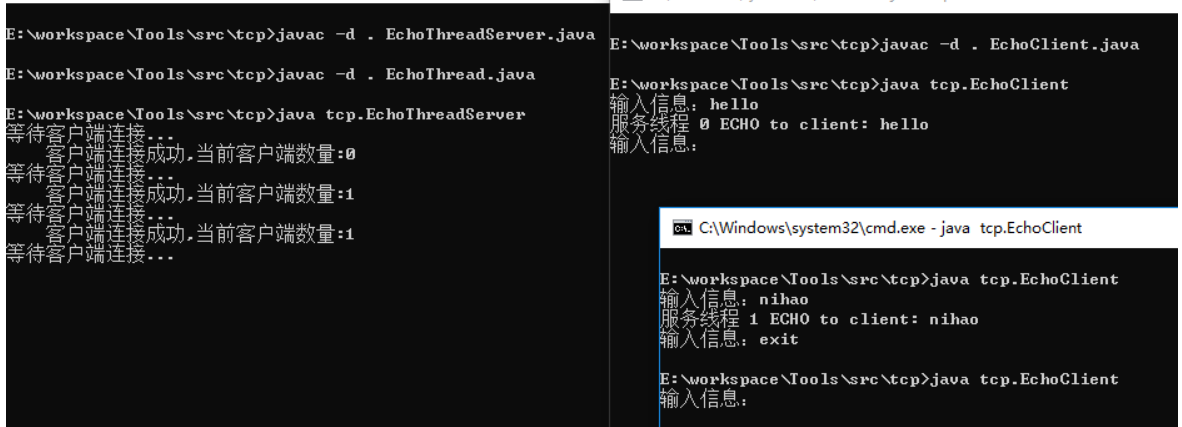 E:\workspace\Tools\src\tcp>javac -d . EchoThreadServer.java
E:\workspace\Tools\src\tcp>javac -d . EchoThread.java
E:\workspace\Tools\src\tcp>java tcp.EchoThreadServer
等待客户端连接...
客户端连接成功,当前客户端数量:0
等待客户端连接...
客户端连接成功,当前客户端数量:1
等待客户端连接...
客户端连接成功,当前客户端数量:1
等待客户端连接...
E:\workspace\Tools\src\tcp>javac -d . EchoClient.java
E:\workspace\Tools\src\tcp>java tcp.EchoClient
输入信息：hello
服务线程 0 ECHO to client: hello
输入信息：
C:\Windows\system32\cmd.exe - java  tcp.EchoClient
E:\workspace\Tools\src\tcp>java tcp.EchoClient
输入信息：nihao
服务线程 1 ECHO to client: nihao
输入信息：exit
E:\workspace\Tools\src\tcp>java tcp.EchoClient
输入信息：